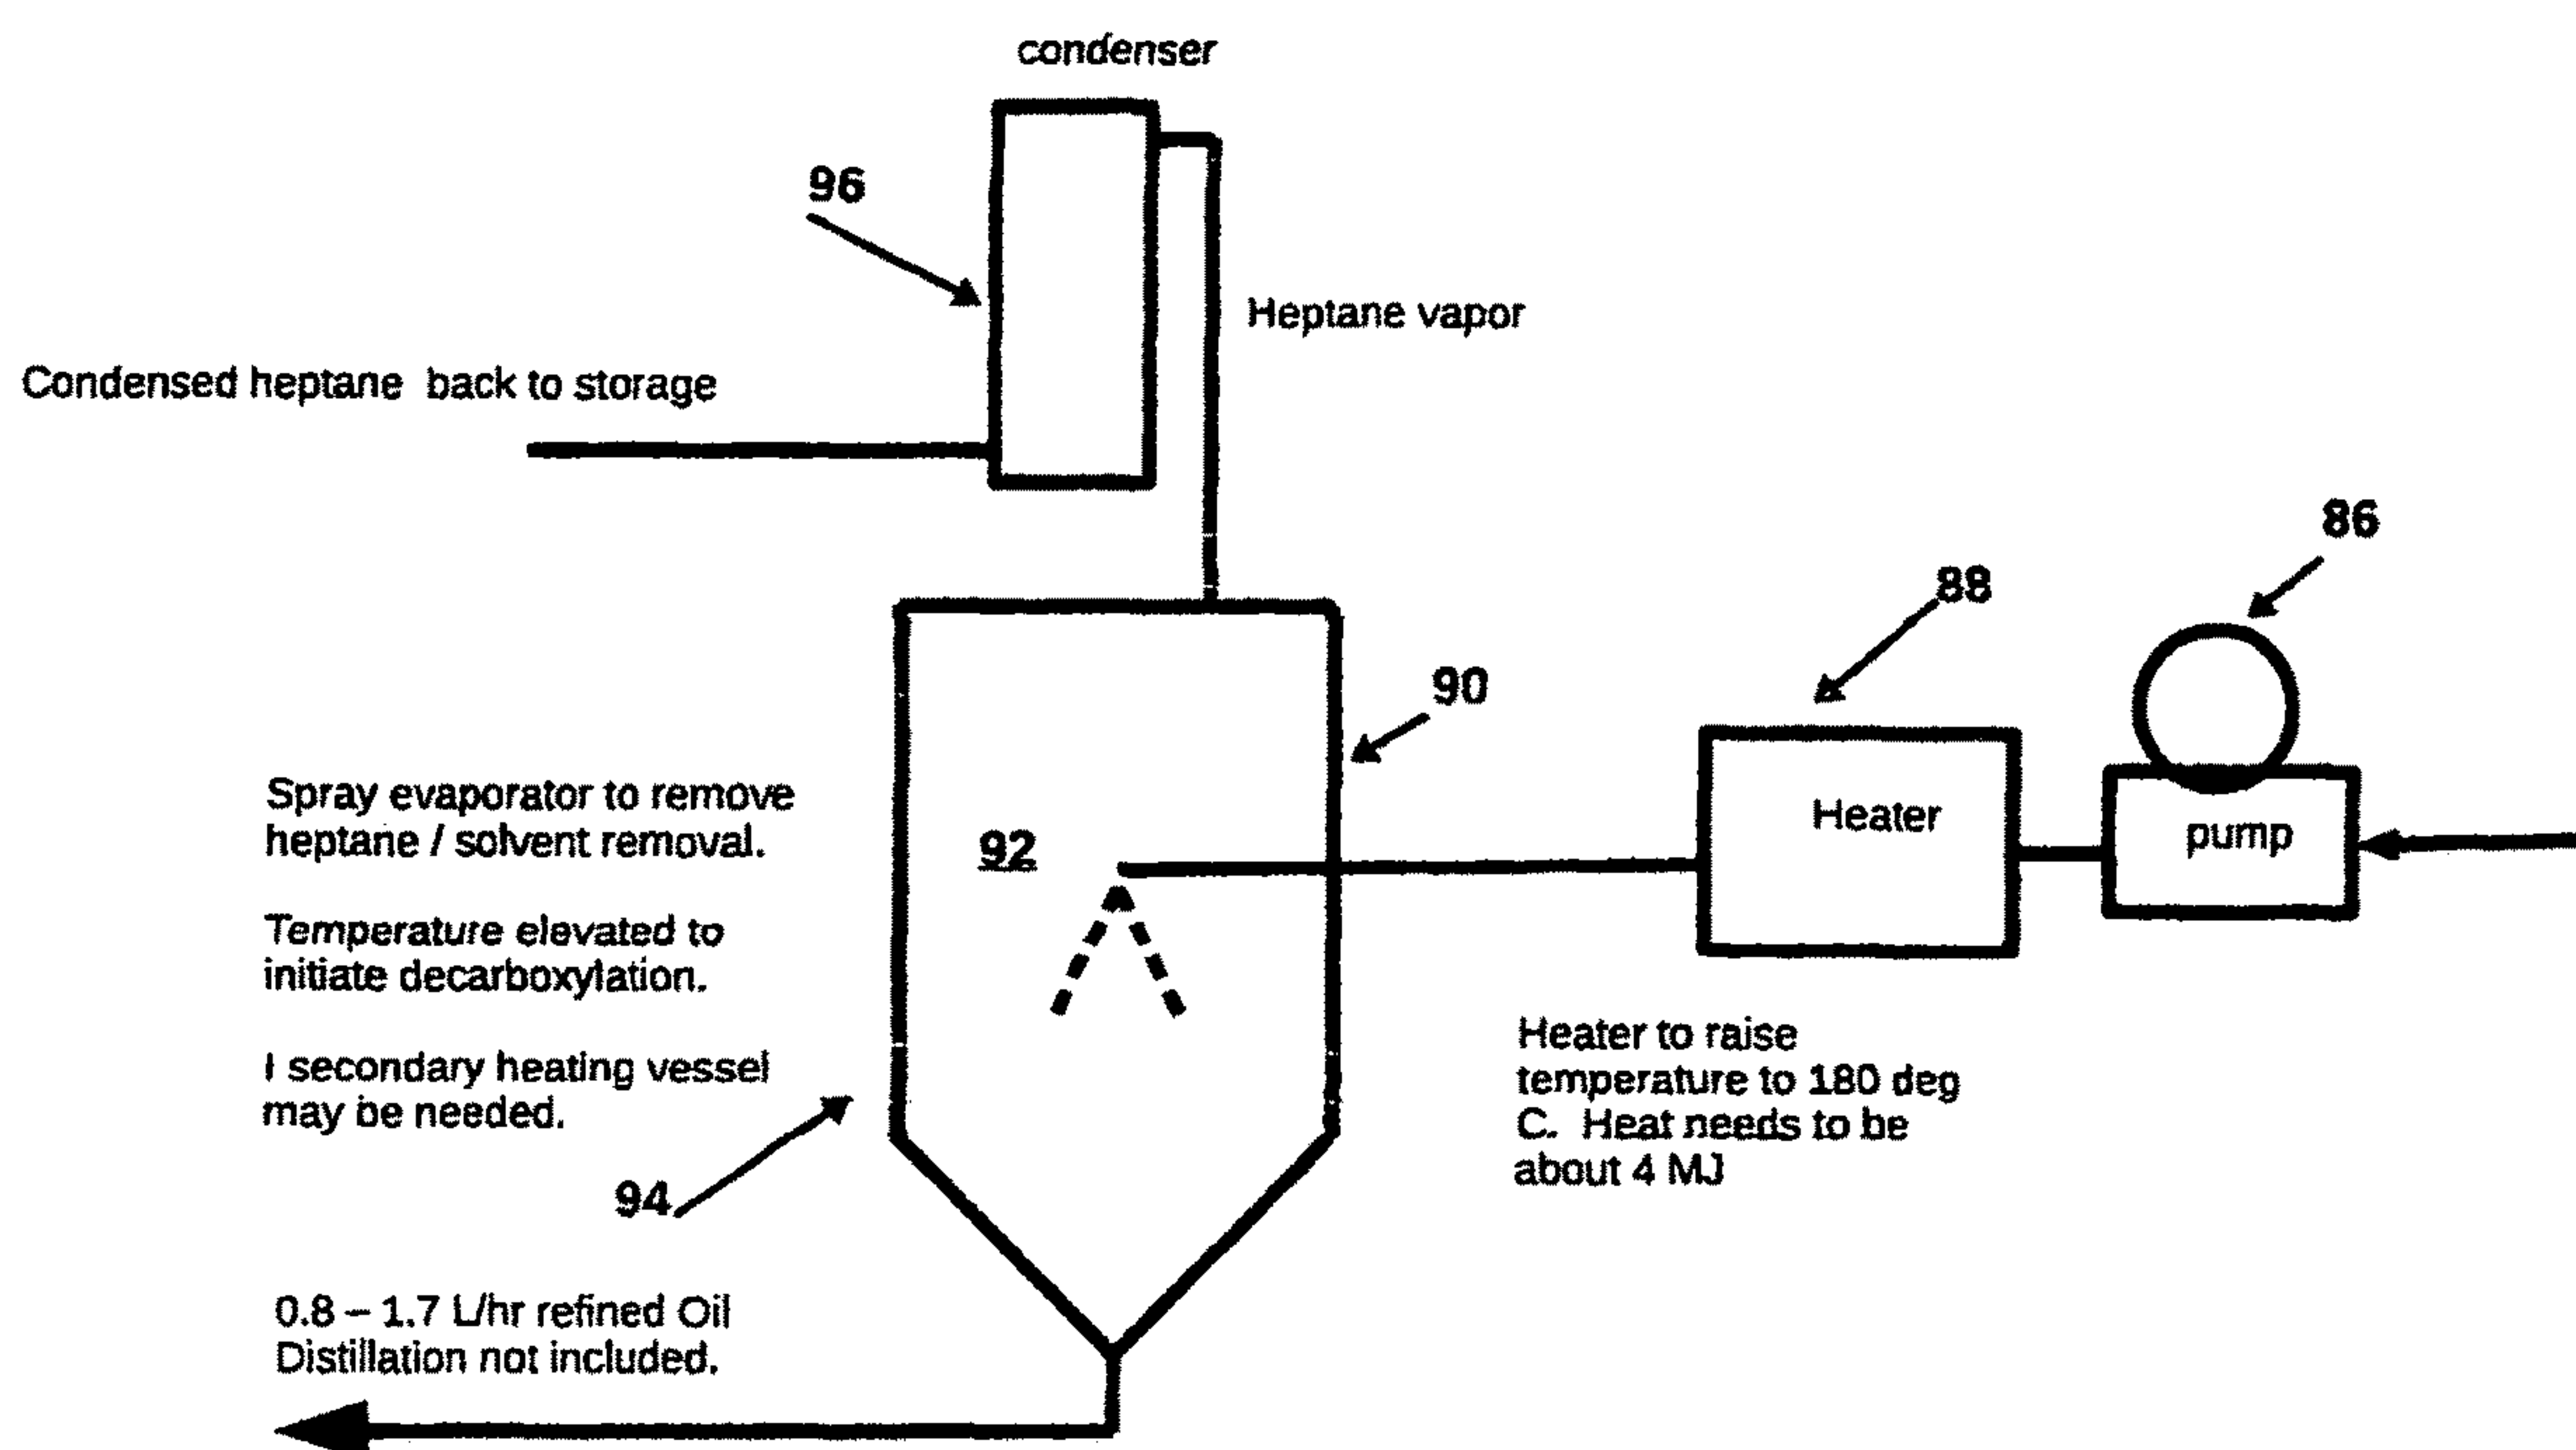 condenser
96
Heptane vapor
Condensed heptane back to storage
86
88
90
Spray evaporator to remove
heptane / solvent removal.
92
Heater
pump
Temperature elevated to
initiate decarboxylation.
I secondary heating vessel
may be needed.
Heater to raise
temperature to 180 deg
C. Heat needs to be
about 4 MJ
94
0.8 – 1.7 L/hr refined Oil
Distillation not included.